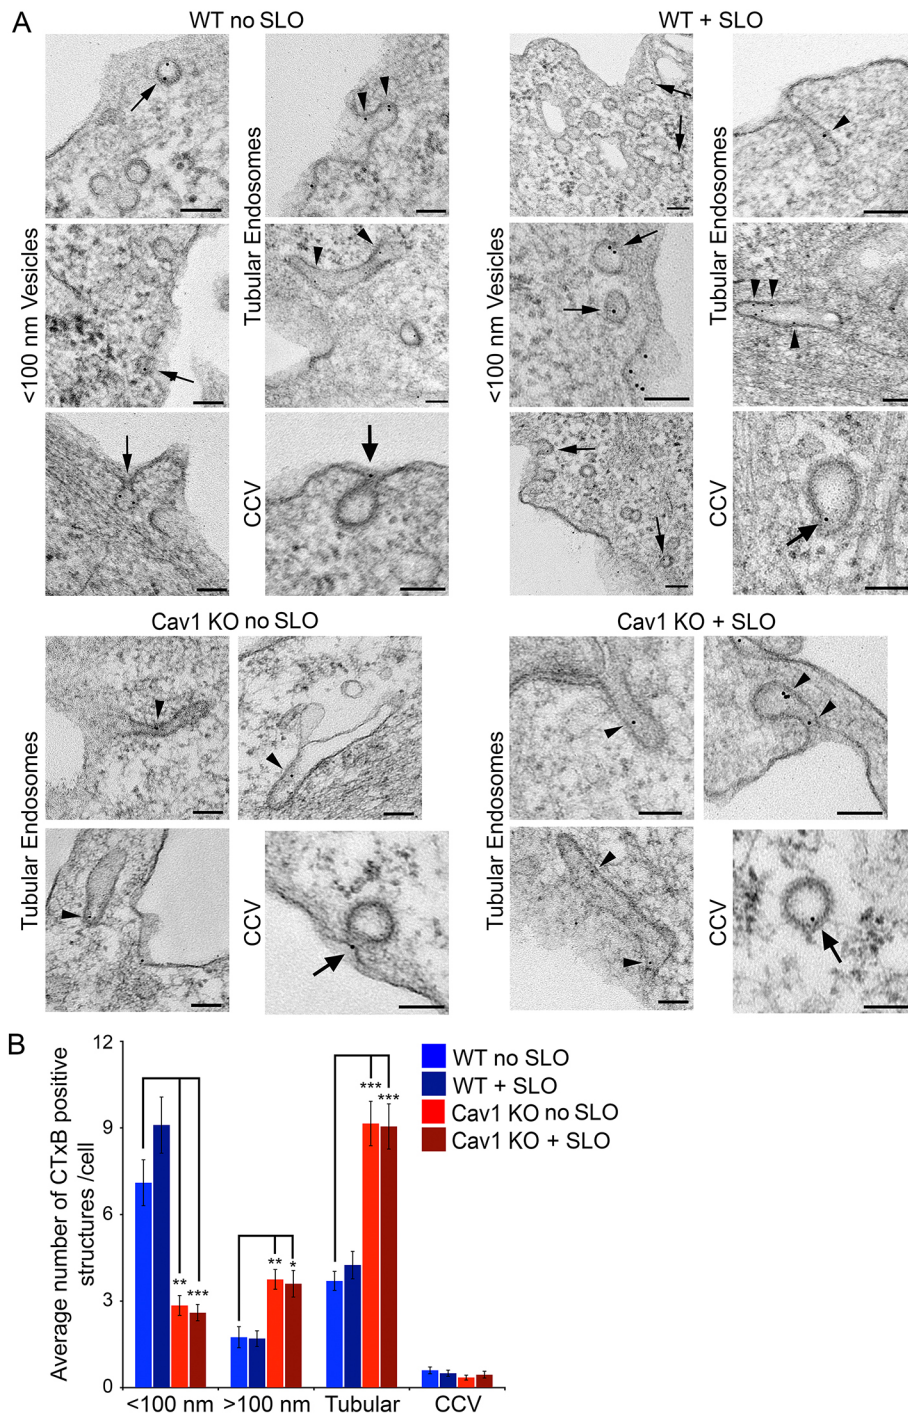 A
WT no SLO
WT + SLO
<100 nm Vesicles
Tubular Endosomes
CCV
<100 nm Vesicles
Tubular Endosomes
CCV
Cav1 KO no SLO
Cav1 KO + SLO
Tubular Endosomes
CCV
Tubular Endosomes
CCV
B
Average number of CTxB positive
structures /cell
12
9
6
3
0
**
***
**
*
***
***
<100 nm
>100 nm
Tubular
CCV
WT no SLO
WT + SLO
Cav1 KO no SLO
Cav1 KO + SLO